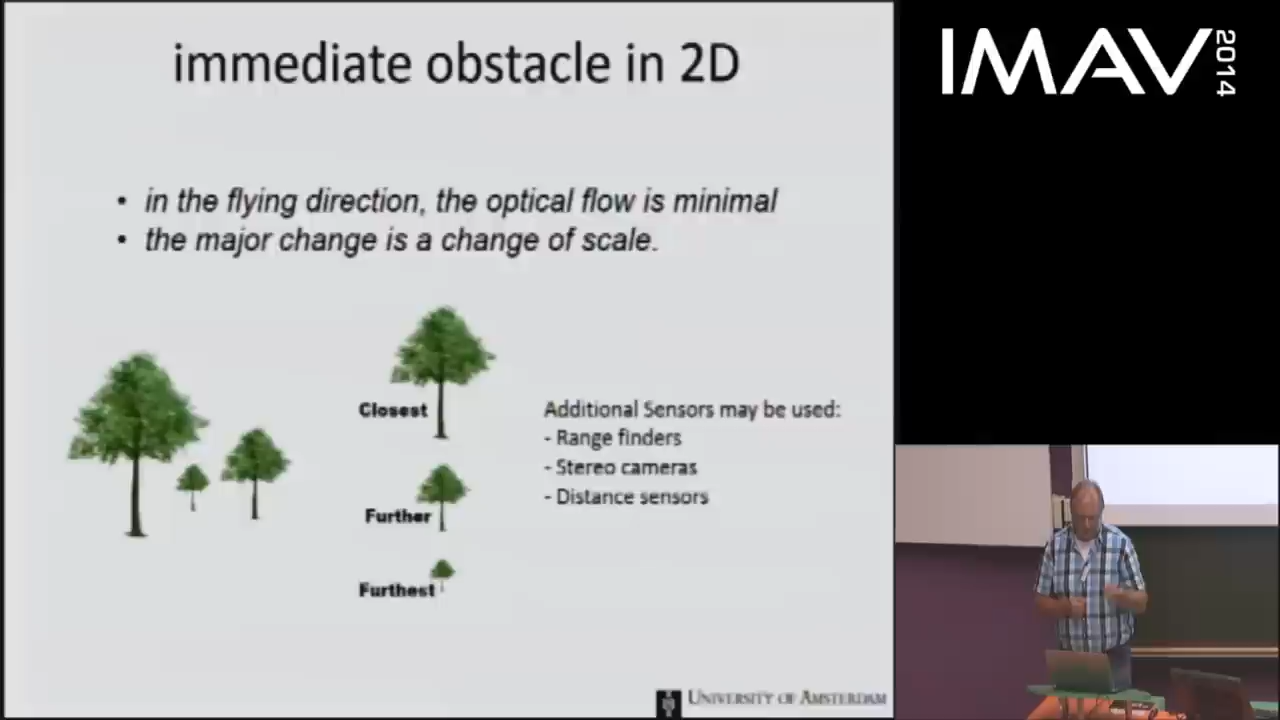 immediate obstacle in 2D
• in the flying direction, the optical flow is minimal
• the major change is a change of scale.
Closest
Further
Furthest
Additional Sensors may be used:
- Range finders
- Stereo cameras
- Distance sensors
UNIVERSITY OF AMSTERDAM
IMAV 2014